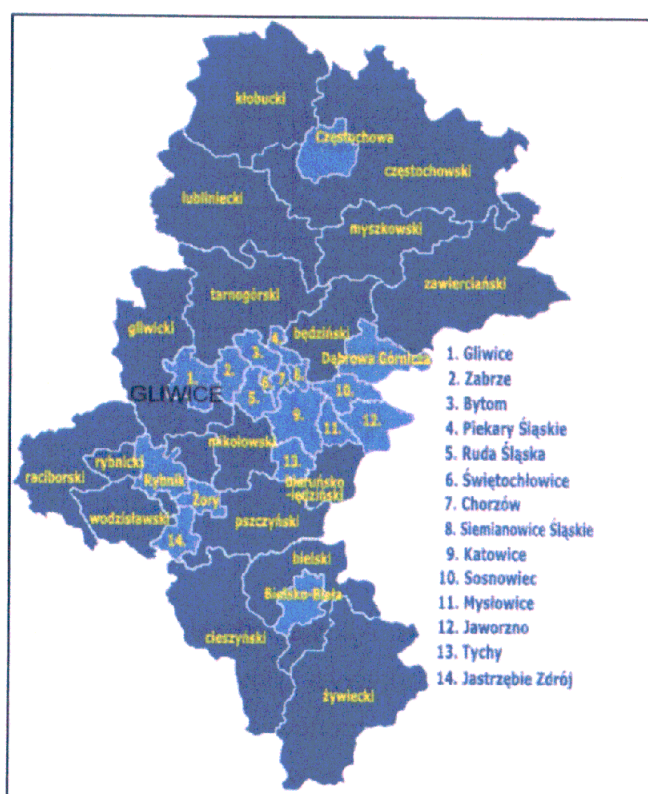 kłobucki
Częstochowa
częstochowski
lubliniecki
myszkowski
zawierciański
tarnogórski
gliwicki
będziński
Dąbrowa Górnicza
4.
3.
2.
1.
6.
7.
8.
5.
10.
9.
11.
12.
GLIWICE
mikołowski
13.
rybnicki
raciborski
Rybnik
Bieruńsko
-lędziński
Żory
wodzisławski
pszczyński
14.
bielski
Bielsko-Biała
cieszyński
żywiecki
1. Gliwice
2. Zabrze
3. Bytom
4. Piekary Śląskie
5. Ruda Śląska
6. Świętochłowice
7. Chorzów
8. Siemianowice Śląskie
9. Katowice
10. Sosnowiec
11. Mysłowice
12. Jaworzno
13. Tychy
14. Jastrzębie Zdrój